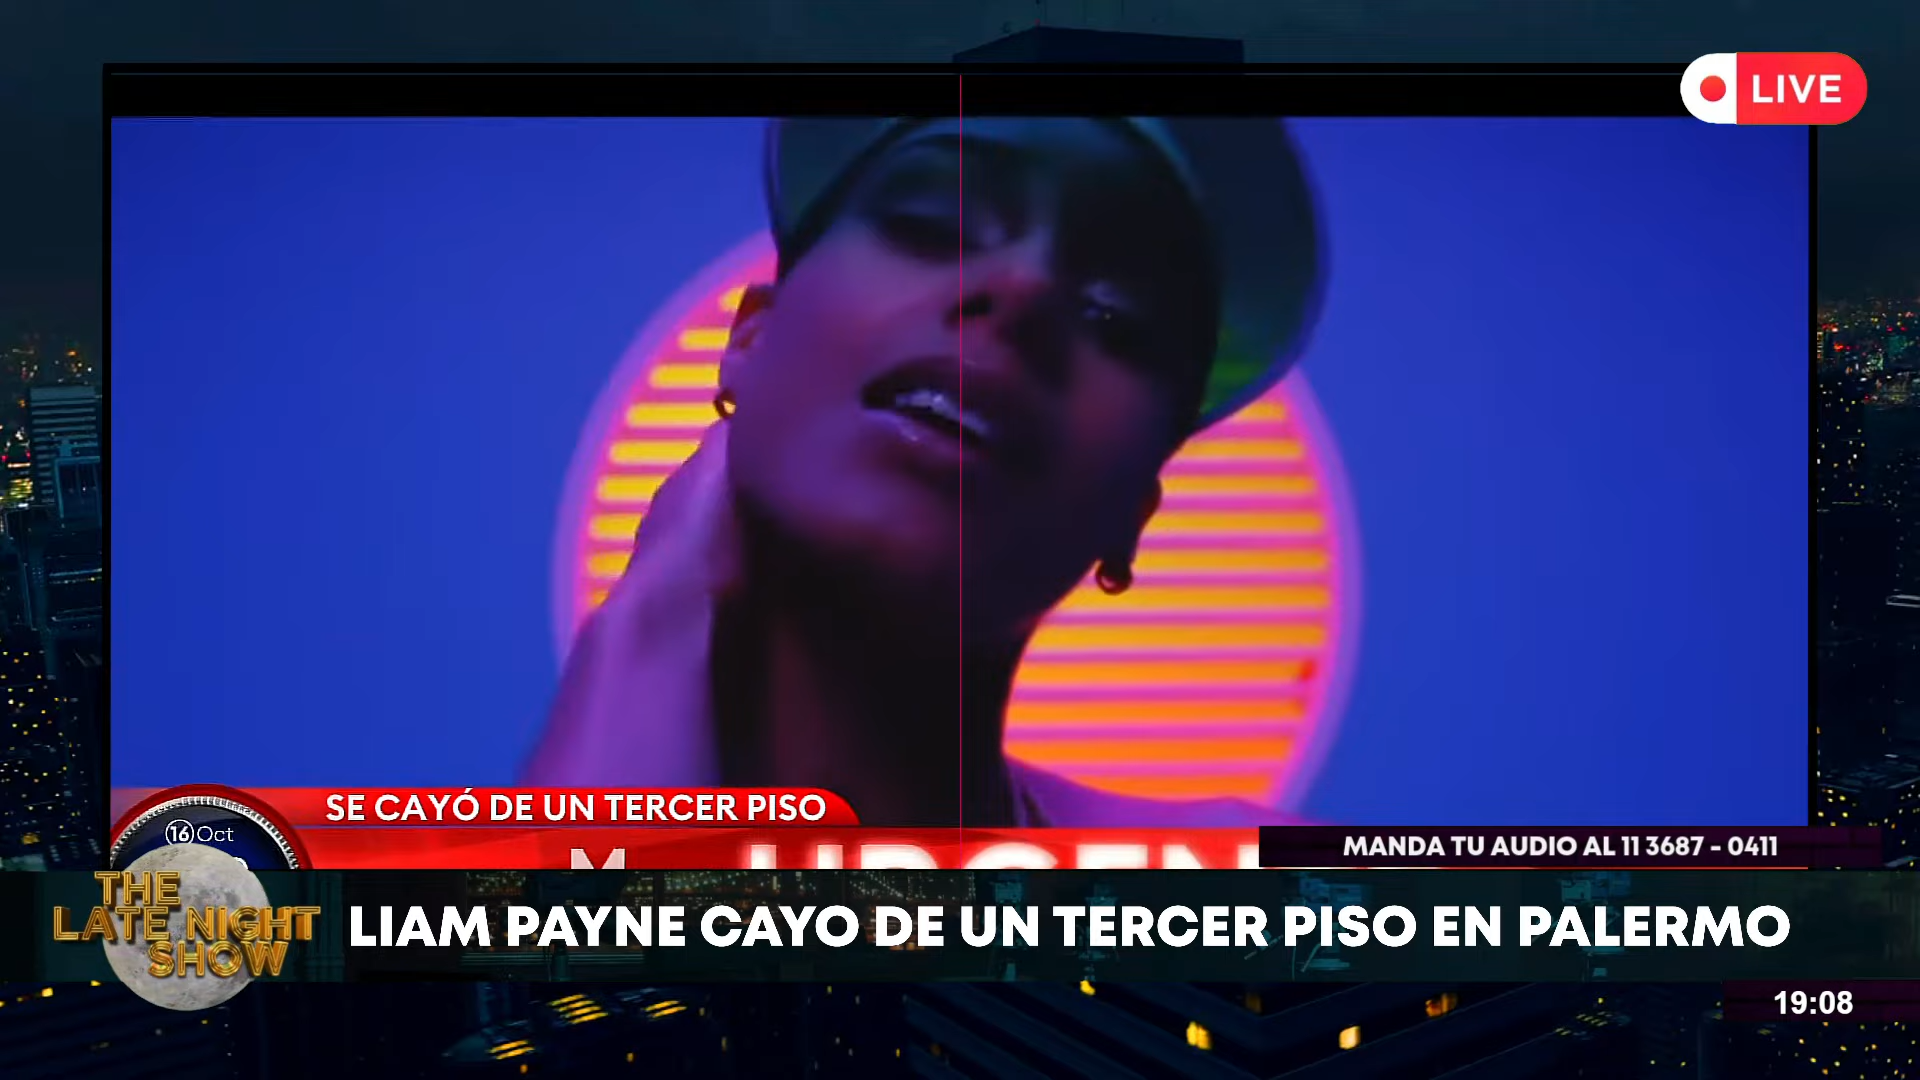 LIVE
SE CAYÓ DE UN TERCER PISO
16 Oct
MANDA TU AUDIO AL 11 3687 - 0411
THE
LATE NIGHT
SHOW
LIAM PAYNE CAYO DE UN TERCER PISO EN PALERMO
19:08